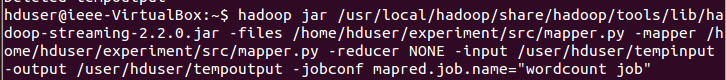 Deleted tempoutput
hduser@ieee-VirtualBox:~$ hadoop jar /usr/local/hadoop/share/hadoop/tools/lib/ha
doop-streaming-2.2.0.jar -files /home/hduser/experiment/src/mapper.py -mapper /h
ome/hduser/experiment/src/mapper.py -reducer NONE -input /user/hduser/tempinput 
-output /user/hduser/tempoutput -jobconf mapred.job.name="wordcount job"